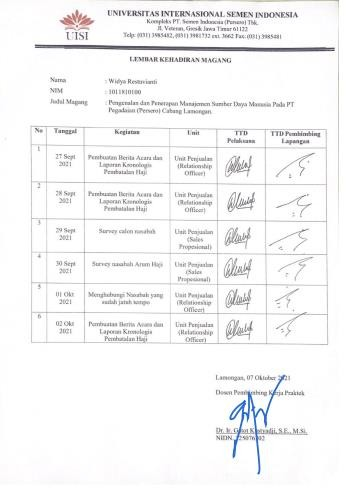 UISI
UNIVERSITAS INTERNASIONAL SEMEN INDONESIA
Kompleks PT. Semen Indonesia (Persero) Tbk.
Jl. Veteran, Gresik Jawa Timur 61122
Telp: (031) 3985482, (031) 3981732 ext. 3662 Fax: (031) 3985481
LEMBAR KEHADIRAN MAGANG
Nama : Widya Restuvianti
NIM : 1011810100
Judul Magang : Pengenalan dan Penerapan Manajemen Sumber Daya Manusia Pada PT
Pegadaian (Persero) Cabang Lamongan.
No Tanggal Kegiatan Unit TTD Pelaksana TTD Pembimbing Lapangan
1 27 Sept 2021 Pembuatan Berita Acara dan Laporan Kronologis Pembatalan Haji Unit Penjualan (Relationship Officer)
2 28 Sept 2021 Pembuatan Berita Acara dan Laporan Kronologis Pembatalan Haji Unit Penjualan (Relationship Officer)
3 29 Sept 2021 Survey calon nasabah Unit Penjualan (Sales Propesional)
4 30 Sept 2021 Survey nasabah Arum Haji Unit Penjualan (Sales Propesional)
5 01 Okt 2021 Menghubungi Nasabah yang sudah jatuh tempo Unit Penjualan (Relationship Officer)
6 02 Okt 2021 Pembuatan Berita Acara dan Laporan Kronologis Pembatalan Haji Unit Penjualan (Relationship Officer)
Lamongan, 07 Oktober 2021
Dosen Pembimbing Kerja Praktek
Dr. Ir. Gatot Kustyadji, S.E., M.Si.
NIDN.